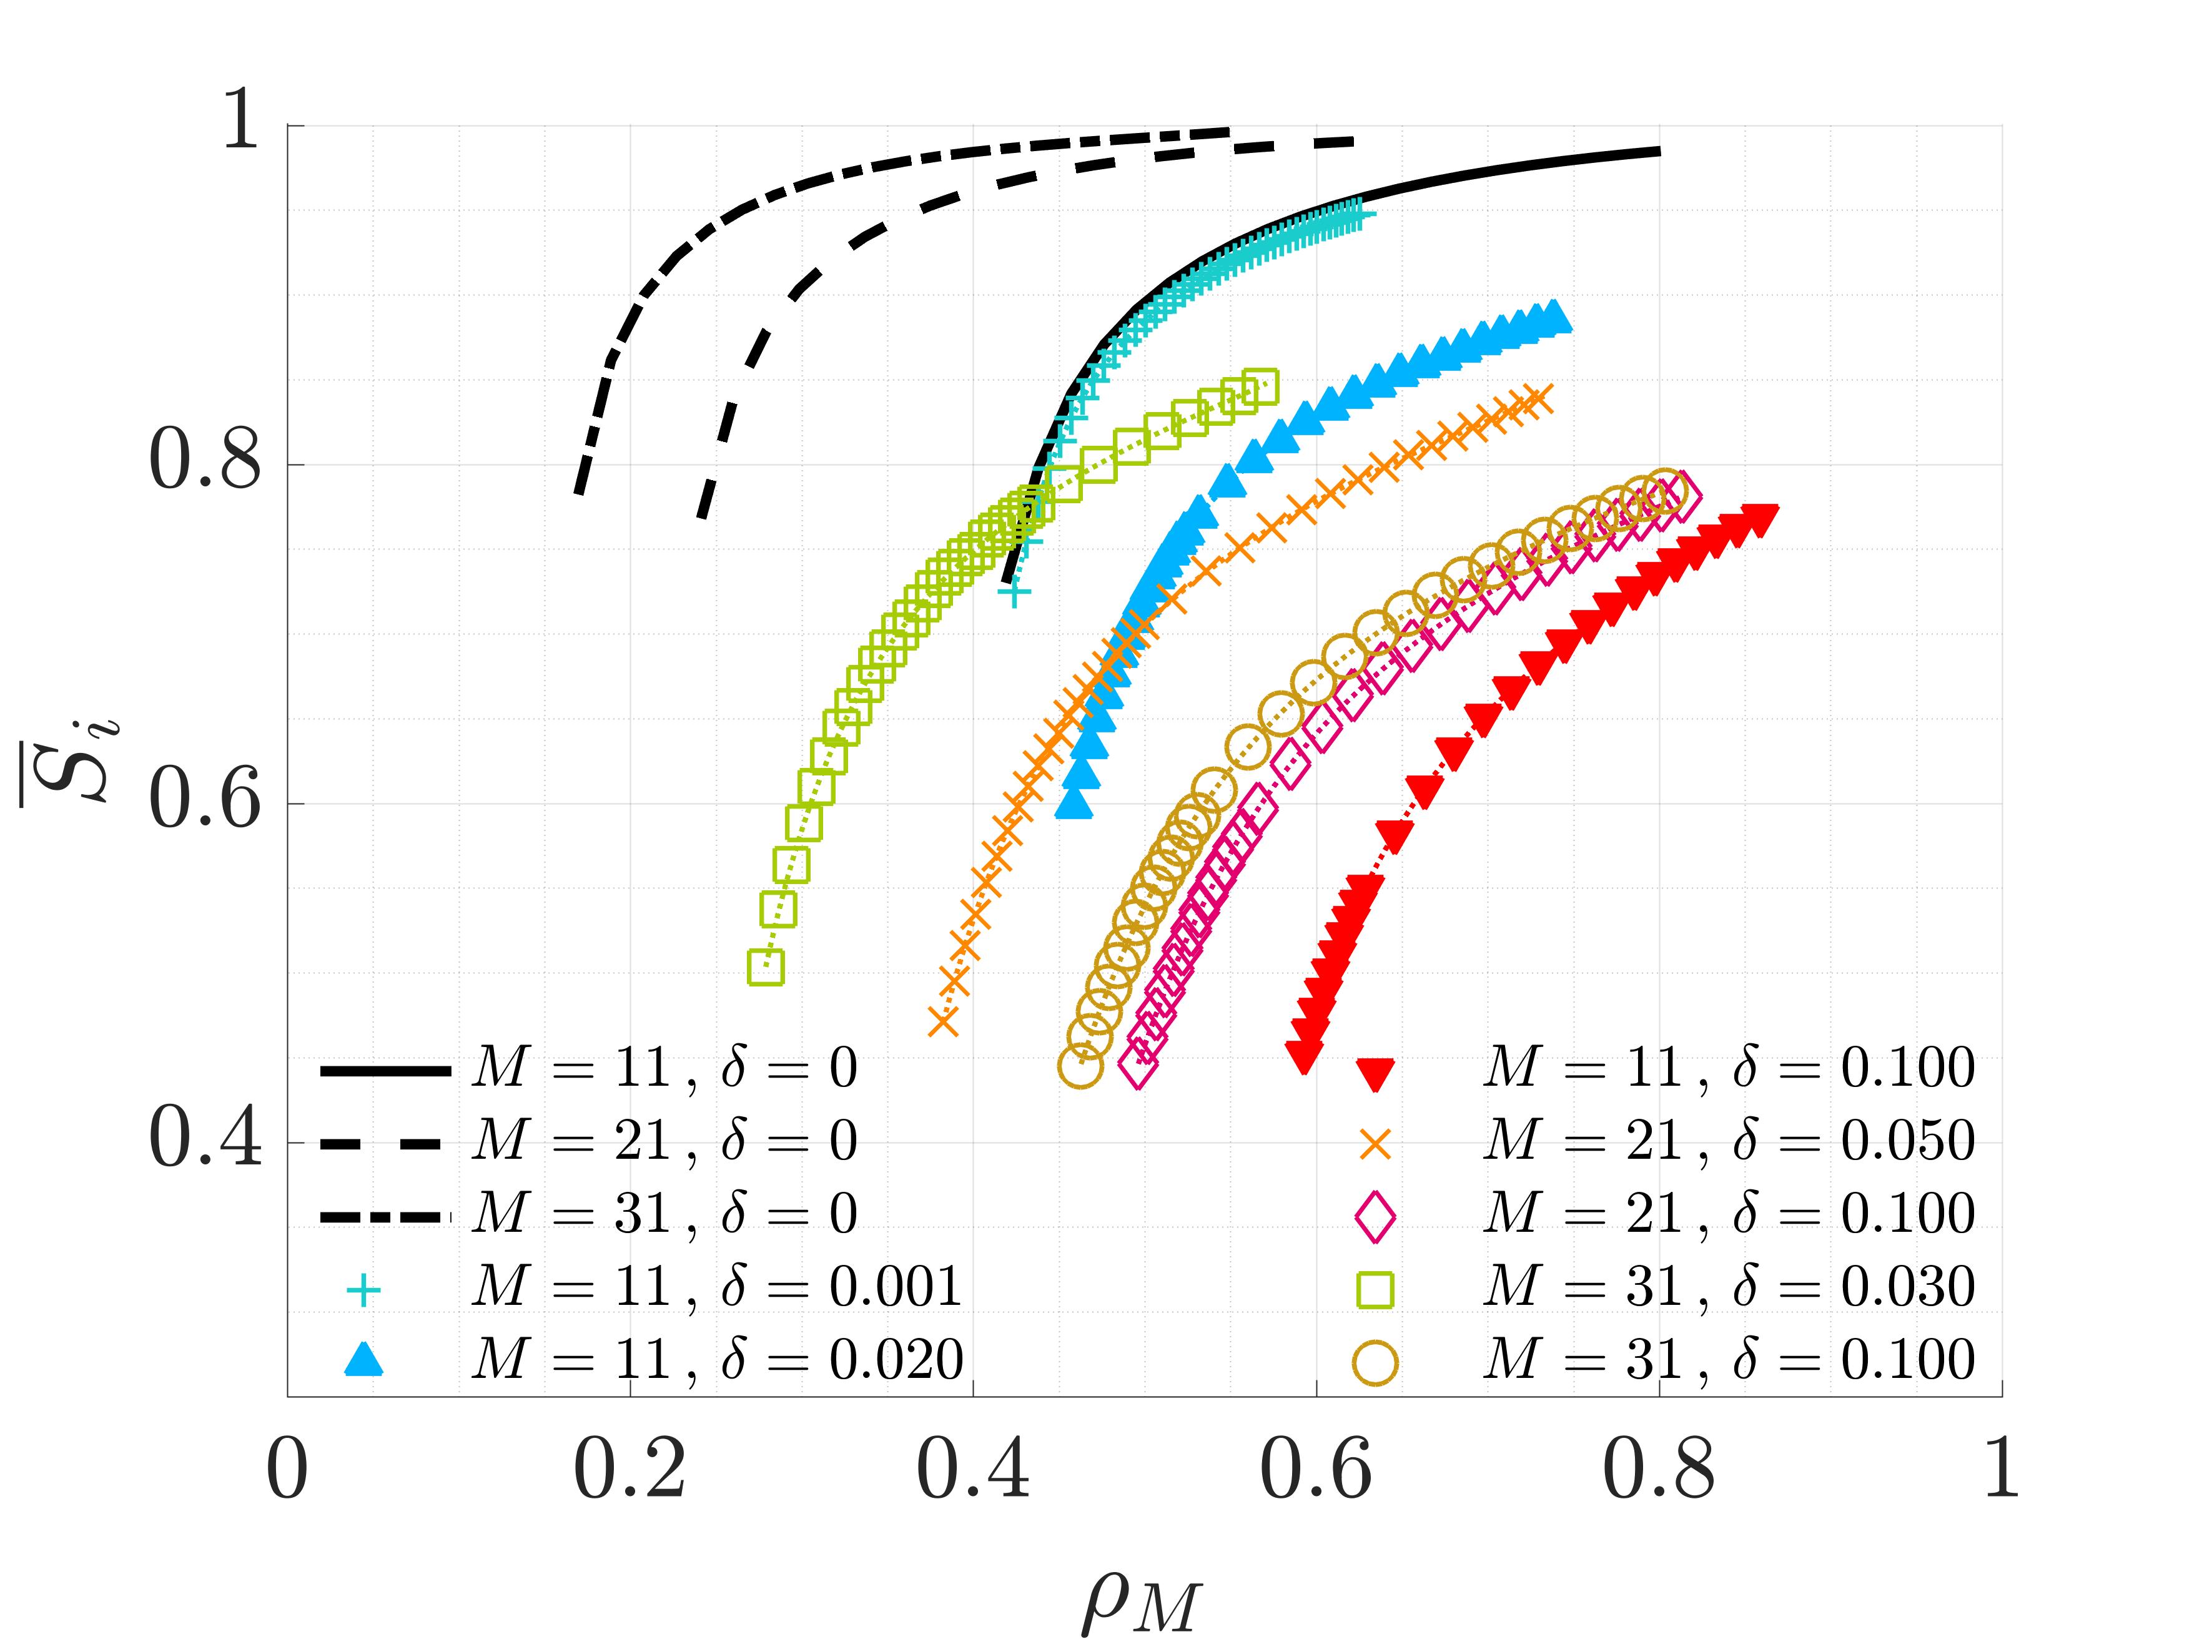 1
0.8
0.6
0.4
S̅ᵢ
M = 11 , δ = 0
M = 21 , δ = 0
M = 31 , δ = 0
M = 11 , δ = 0.001
M = 11 , δ = 0.020
M = 11 , δ = 0.100
M = 21 , δ = 0.050
M = 21 , δ = 0.100
M = 31 , δ = 0.030
M = 31 , δ = 0.100
0 0.2 0.4 0.6 0.8 1
ρ_M